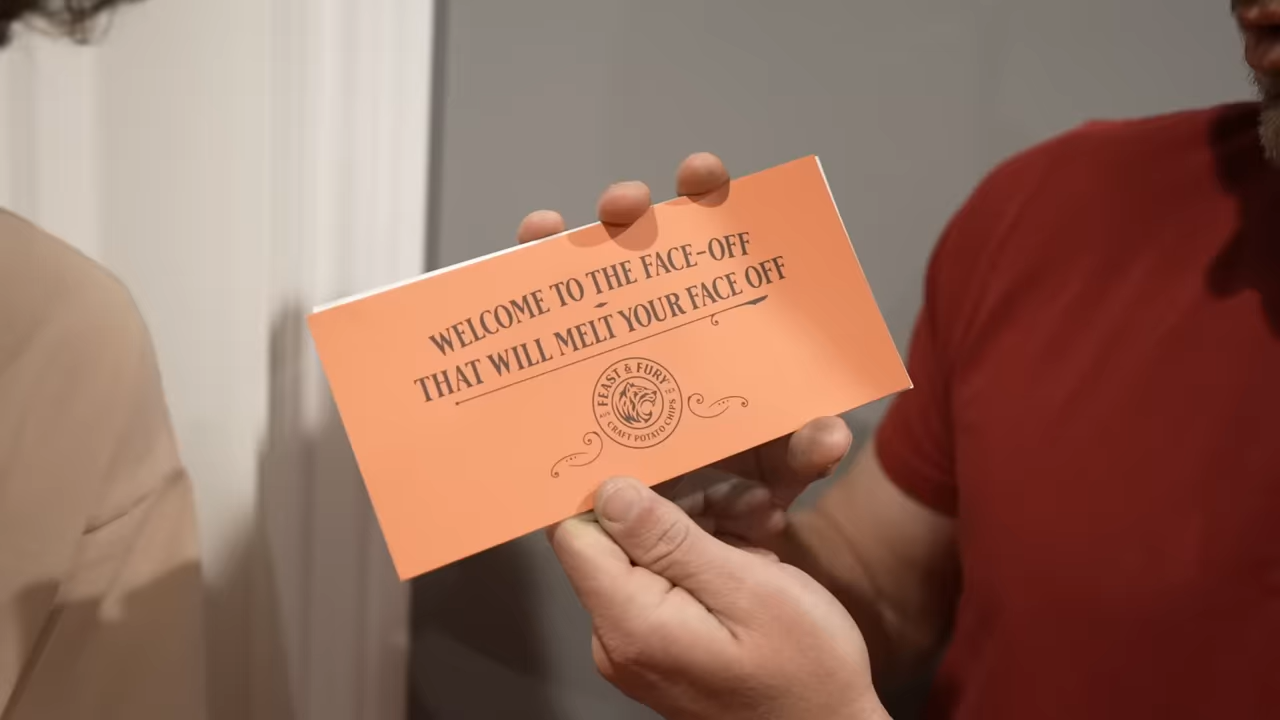 WELCOME TO THE FACE-OFF
THAT WILL MELT YOUR FACE OFF
FEAST & FURY
CRAFT POTATO CHIPS